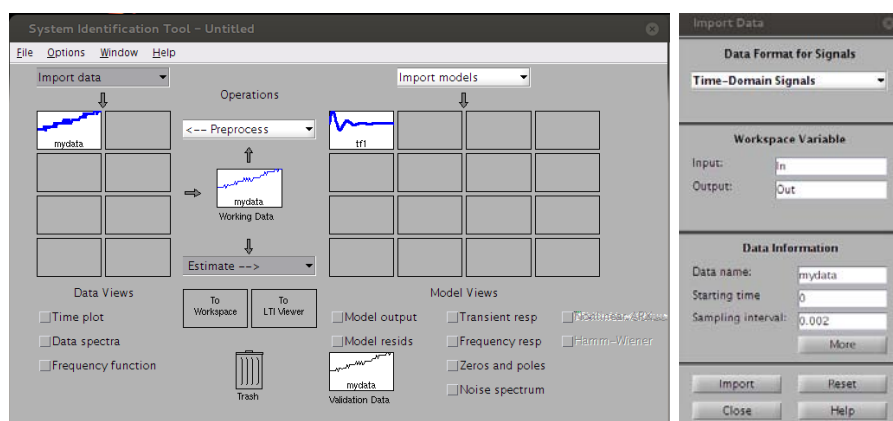 System Identification Tool - Untitled
File Options Window Help
Import data
Import models
Operations
mydata
<-- Preprocess
tf1
mydata
Working Data
Estimate -->
Data Views
To Workspace
To LTI Viewer
Model Views
Time plot
Data spectra
Frequency function
Trash
Model output
Transient resp
Model resids
Frequency resp
Hamm-Wiener
Zeros and poles
Noise spectrum
mydata
Validation Data
Import Data
Data Format for Signals
Time-Domain Signals
Workspace Variable
Input: In
Output: Out
Data Information
Data name: mydata
Starting time 0
Sampling interval: 0.002
More
Import Reset
Close Help